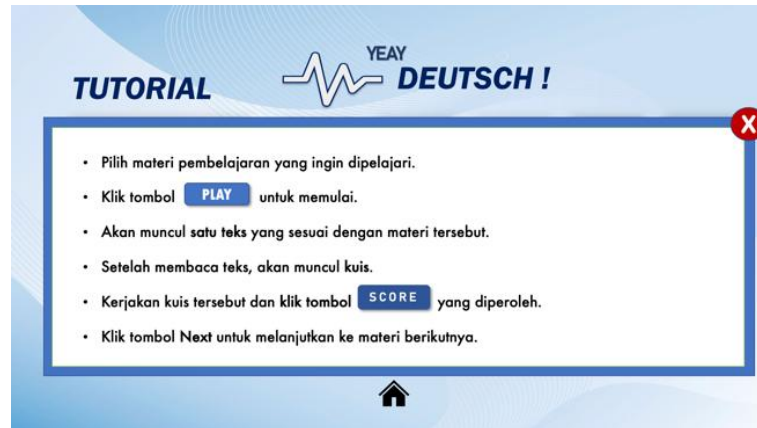 YEAY
TUTORIAL DEUTSCH !
X
• Pilih materi pembelajaran yang ingin dipelajari.
• Klik tombol PLAY untuk memulai.
• Akan muncul satu teks yang sesuai dengan materi tersebut.
• Setelah membaca teks, akan muncul kuis.
• Kerjakan kuis tersebut dan klik tombol SCORE yang diperoleh.
• Klik tombol Next untuk melanjutkan ke materi berikutnya.